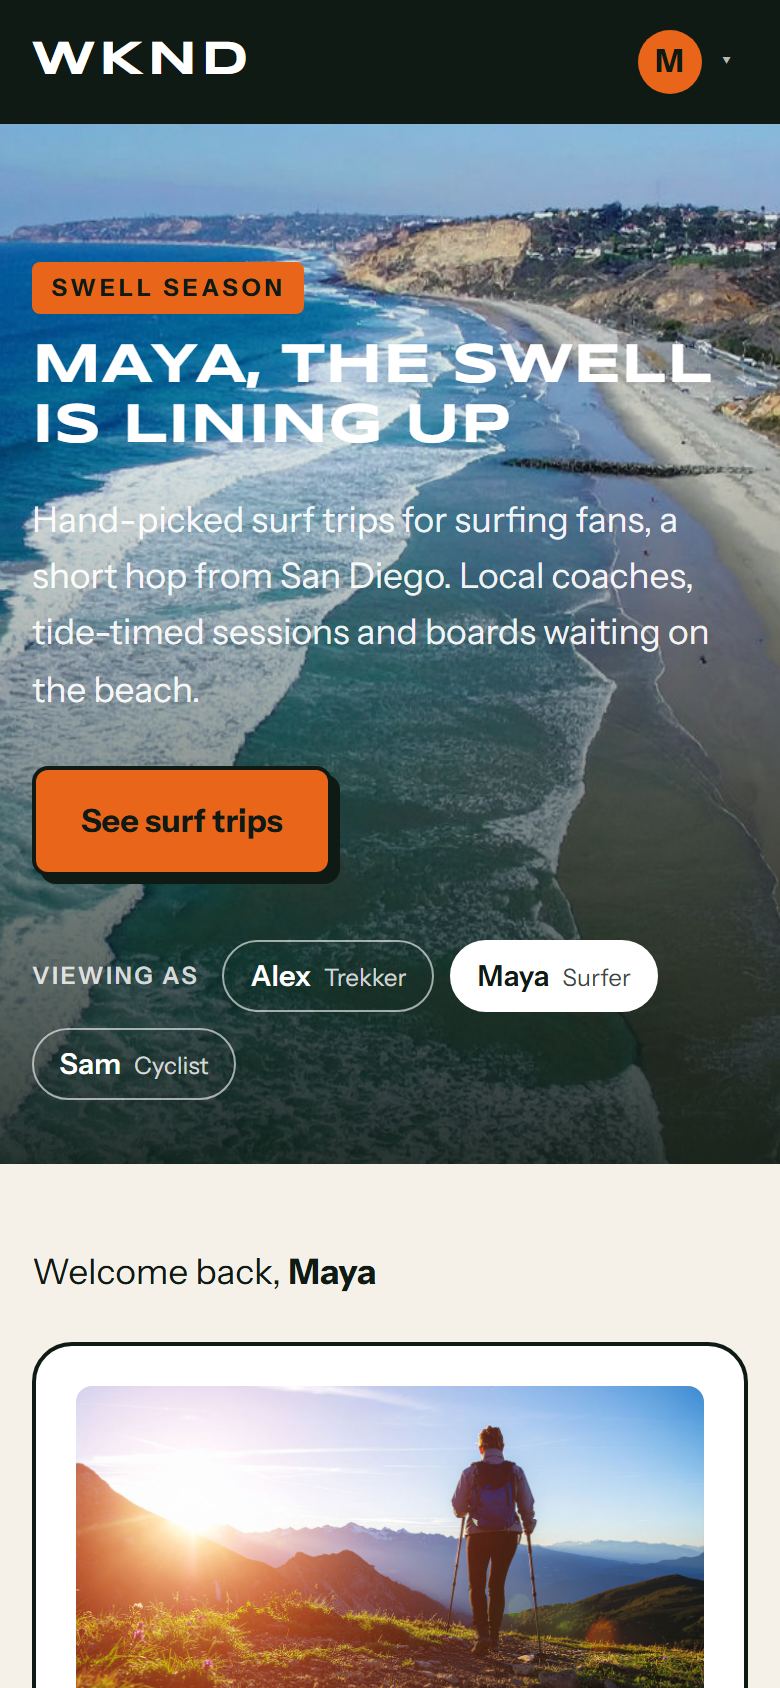 WKND
M
SWELL SEASON
MAYA, THE SWELL
IS LINING UP
Hand-picked surf trips for surfing fans, a
short hop from San Diego. Local coaches,
tide-timed sessions and boards waiting on
the beach.
See surf trips
VIEWING AS Alex Trekker Maya Surfer
Sam Cyclist
Welcome back, Maya